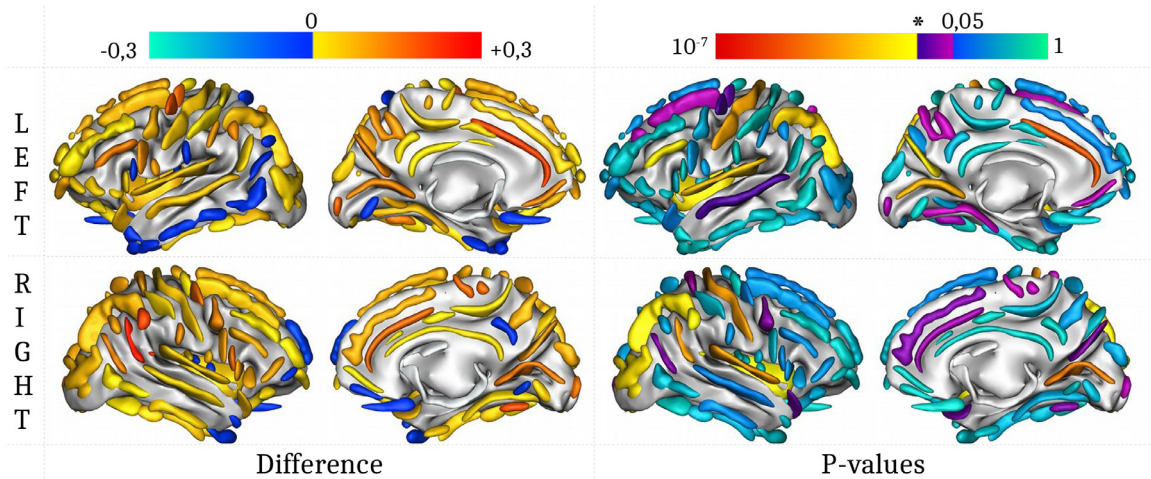 0
-0,3
+0,3
* 0,05
10-7
1
L
E
F
T
R
I
G
H
T
Difference
P-values